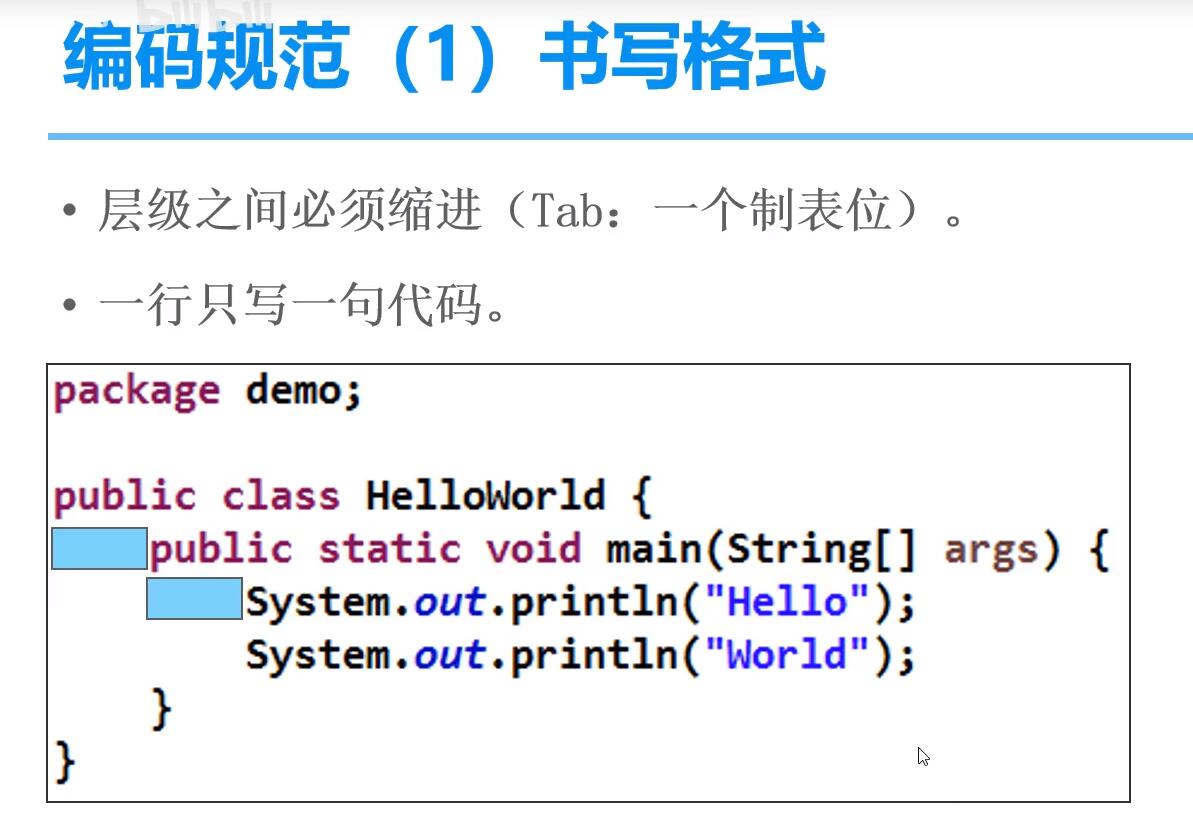 bilibili
编码规范（1）书写格式
• 层级之间必须缩进（Tab：一个制表位）。
• 一行只写一句代码。
package demo;
public class HelloWorld {
public static void main(String[] args) {
System.out.println("Hello");
System.out.println("World");
}
}